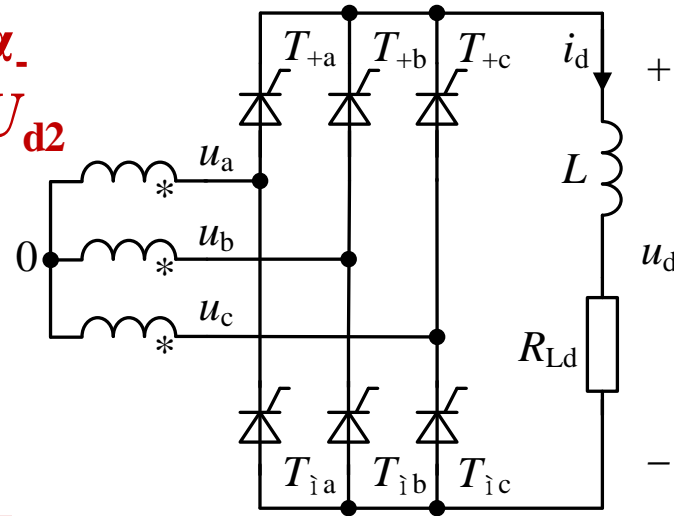 α-
U d2
T+a T+b T+c id +
ua
L
ub
0 * ud
*
uc
*
RLd
Tìa Tìb Tìc −